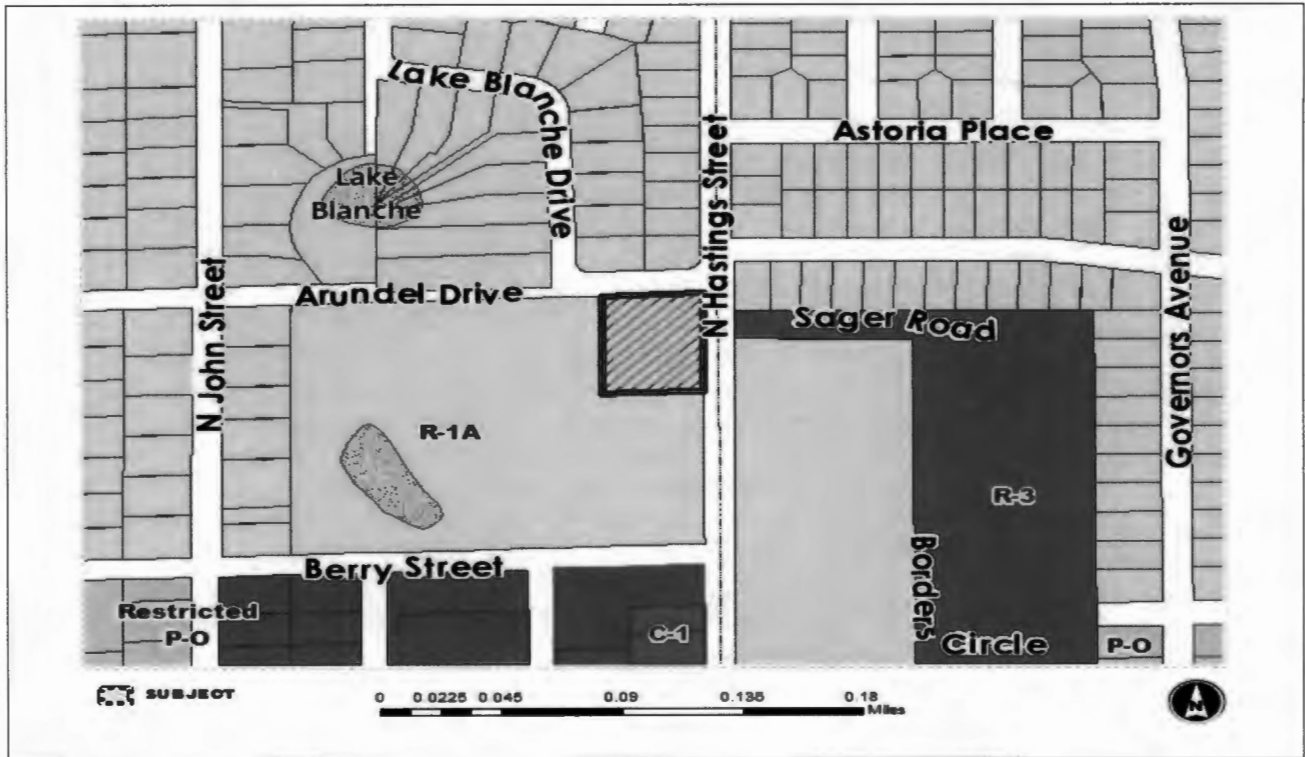 Lake Blanche Drive
Astoria Place
Lake
Blanche
N Hastings Street
Arundel Drive
Sager Road
N John Street
Governors Avenue
R-1A
R-3
Berry Street
Borders
Circle
Restricted
P-O
C-1
P-O
SUBJECT
0 0.0225 0.045 0.09 0.135 0.18
Miles
N